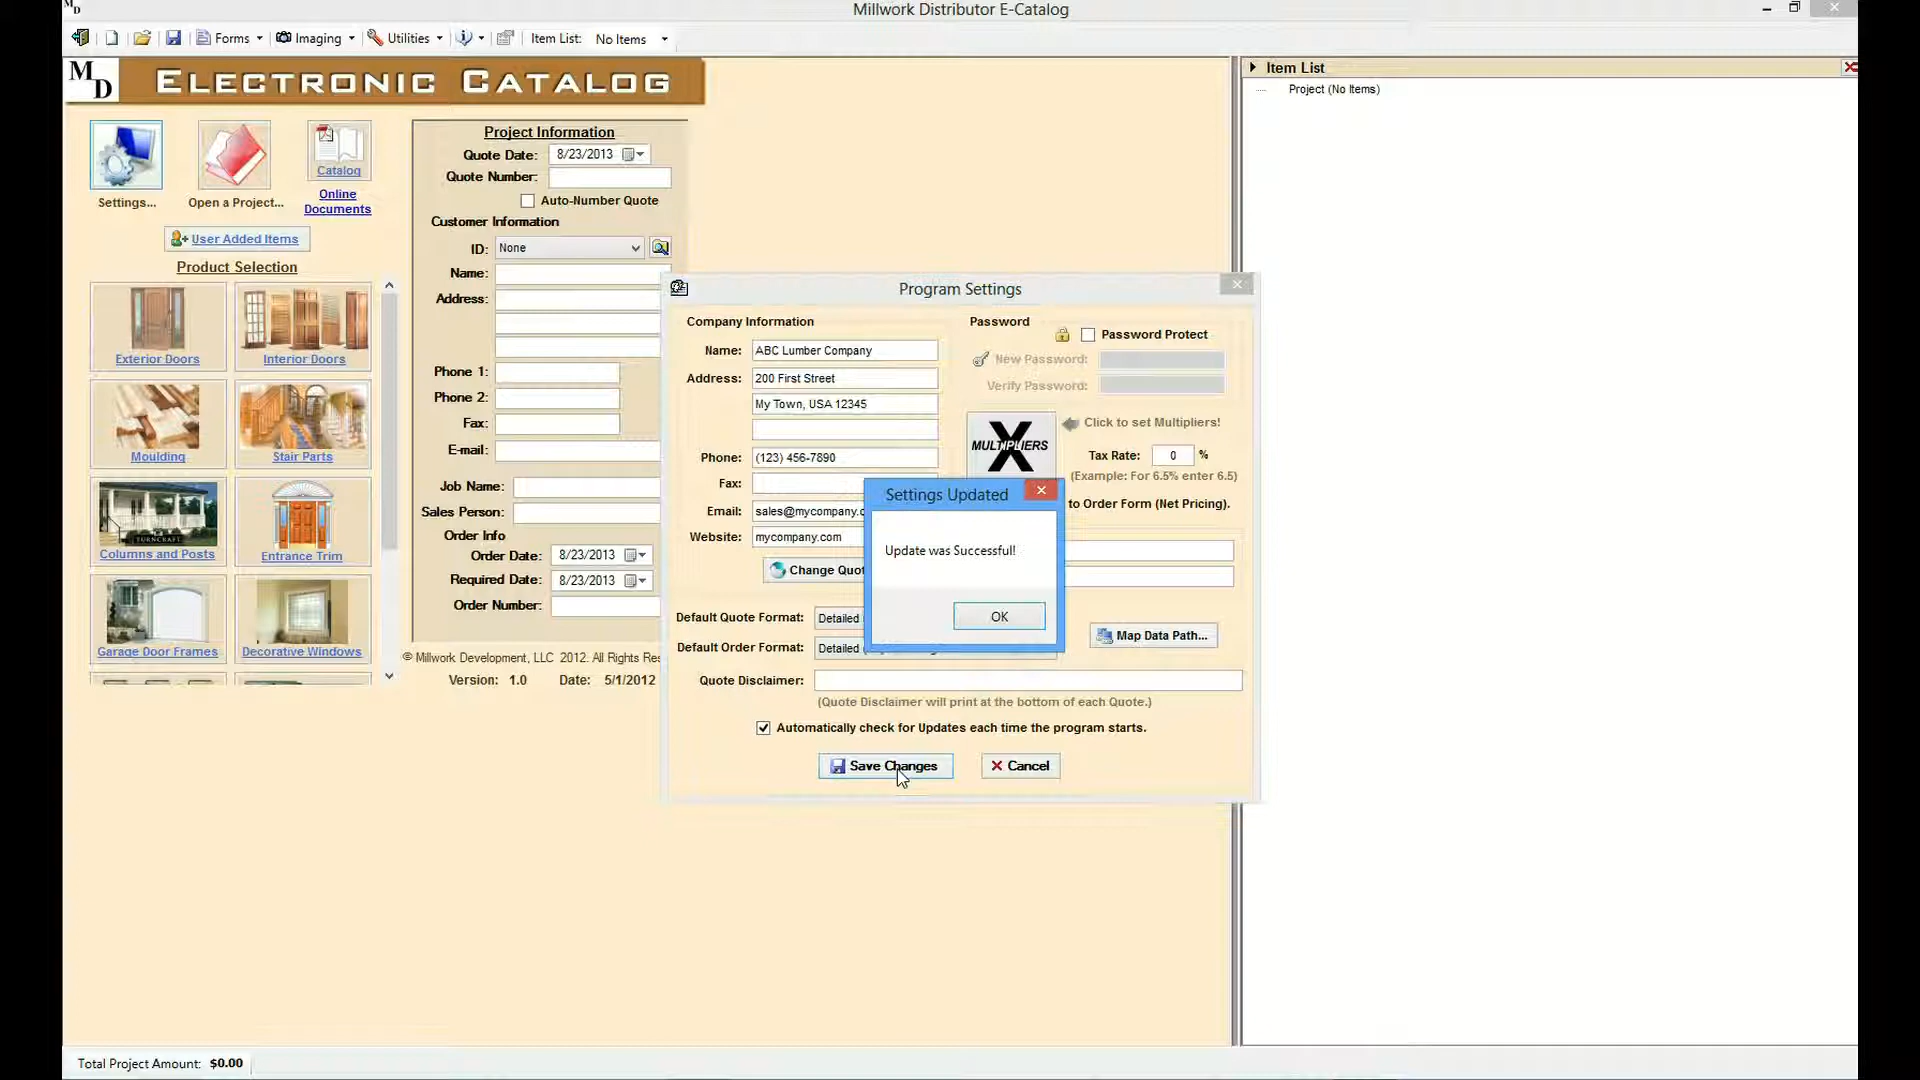 M D
Millwork Distributor E-Catalog
Forms Imaging Utilities Item List: No Items
M D ELECTRONIC CATALOG
Item List
Project (No Items)
Settings...
Open a Project...
Catalog
Online
Documents
User Added Items
Product Selection
Exterior Doors
Interior Doors
Moulding
Stair Parts
TURNCRAFT
Columns and Posts
Entrance Trim
Garage Door Frames
Decorative Windows
Project Information
Quote Date: 8/23/2013
Quote Number:
Auto-Number Quote
Customer Information
ID: None
Name:
Address:
Phone 1:
Phone 2:
Fax:
E-mail:
Job Name:
Sales Person:
Order Info
Order Date: 8/23/2013
Required Date: 8/23/2013
Order Number:
© Millwork Development, LLC 2012. All Rights Res
Version: 1.0 Date: 5/1/2012
Program Settings
Company Information
Name: ABC Lumber Company
Address: 200 First Street
My Town, USA 12345
Phone: (123) 456-7890
Fax:
Email: sales@mycompany.c
Website: mycompany.com
Change Quot
Password
Password Protect
New Password:
Verify Password:
MULTIPLIERS X
Click to set Multipliers!
Tax Rate: 0 %
(Example: For 6.5% enter 6.5)
to Order Form (Net Pricing).
Map Data Path...
Default Quote Format: Detailed
Default Order Format: Detailed
Quote Disclaimer:
(Quote Disclaimer will print at the bottom of each Quote.)
Automatically check for Updates each time the program starts.
Save Changes
Cancel
Settings Updated
Update was Successful!
OK
Total Project Amount: $0.00